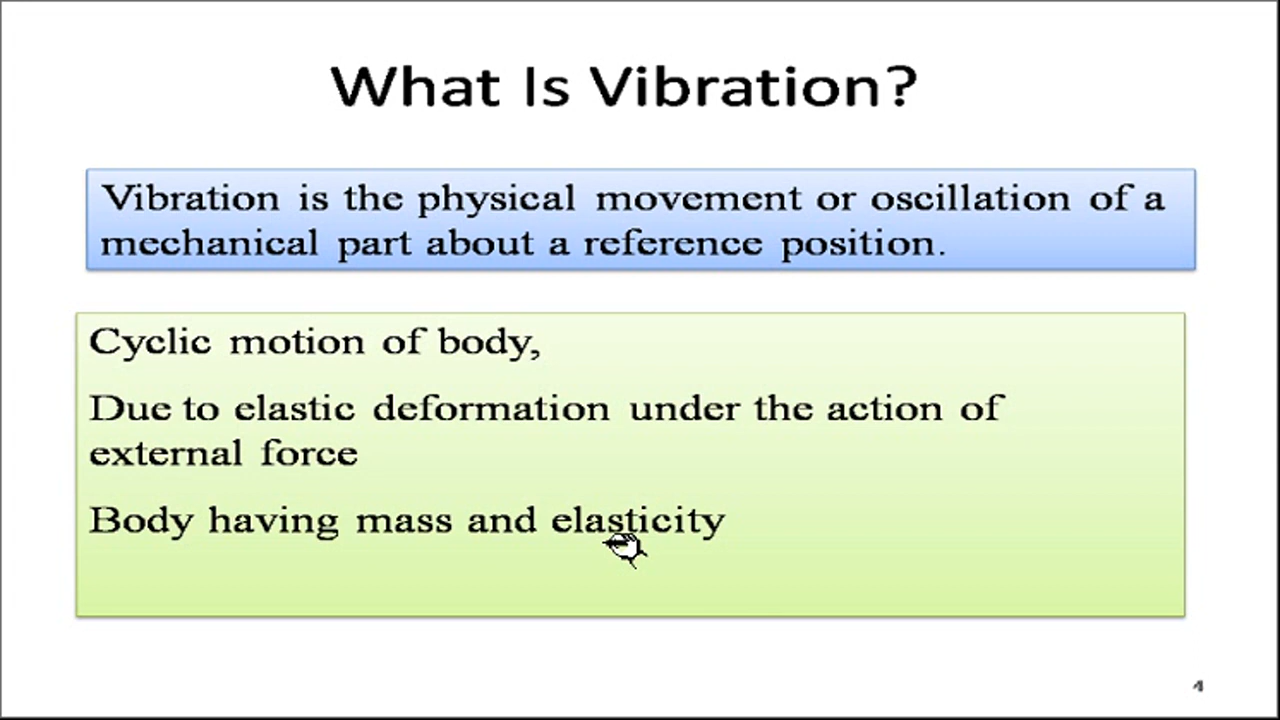 What Is Vibration?
Vibration is the physical movement or oscillation of a
mechanical part about a reference position.
Cyclic motion of body,
Due to elastic deformation under the action of
external force
Body having mass and elasticity
4